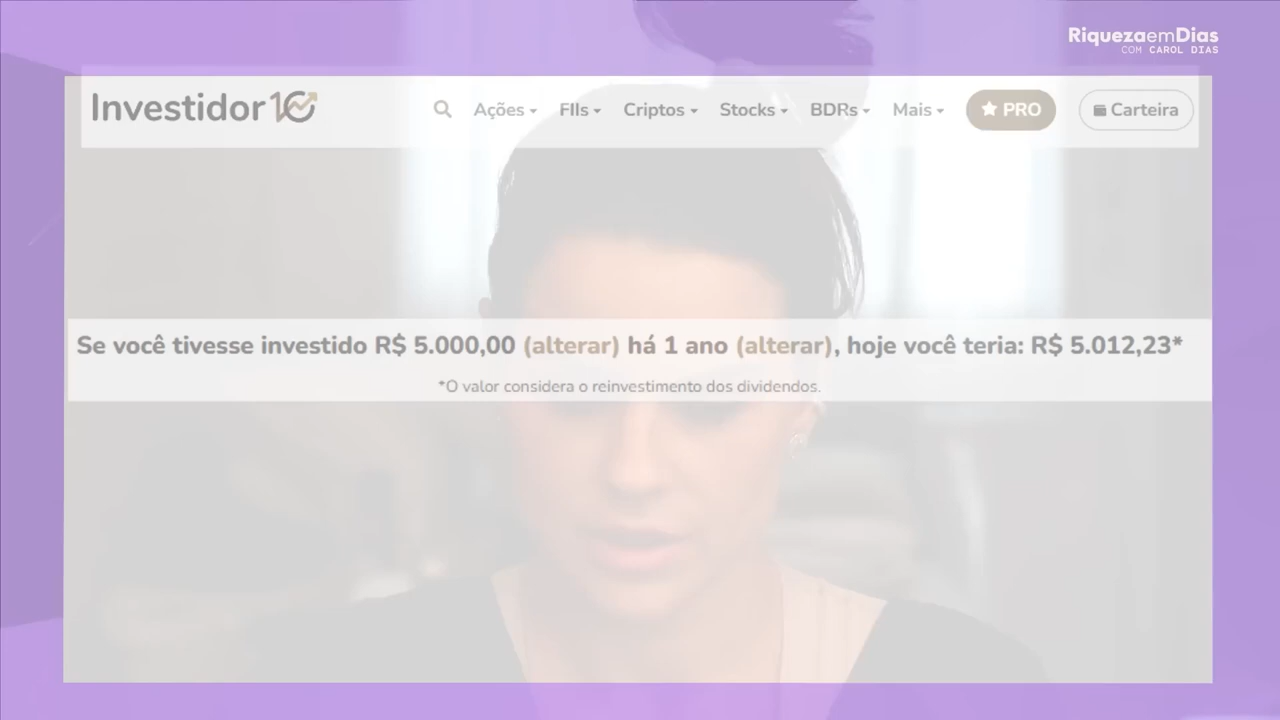 RiquezaemDias
COM CAROL DIAS
Investidor10
Ações
FIIs
Criptos
Stocks
BDRs
Mais
PRO
Carteira
Se você tivesse investido R$ 5.000,00 (alterar) há 1 ano (alterar), hoje você teria: R$ 5.012,23*
*O valor considera o reinvestimento dos dividendos.